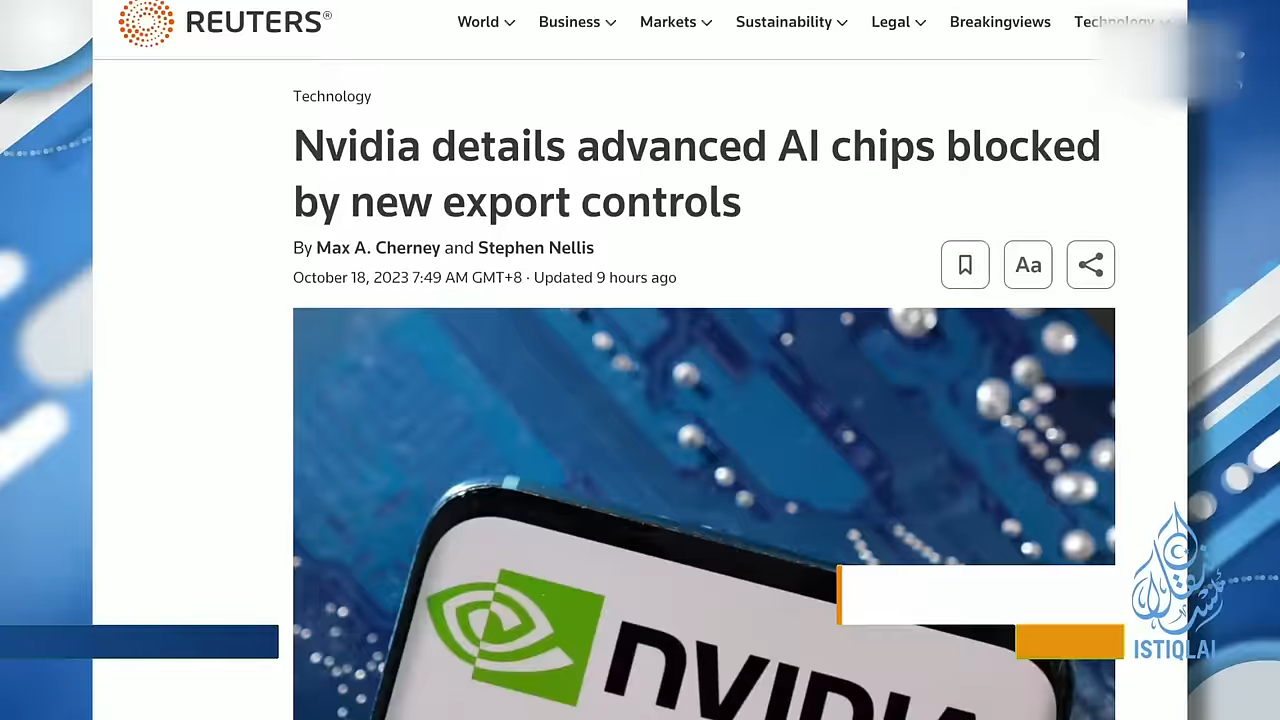 REUTERS®
World Business Markets Sustainability Legal Breakingviews Technology
Technology
Nvidia details advanced AI chips blocked
by new export controls
By Max A. Cherney and Stephen Nellis
October 18, 2023 7:49 AM GMT+8 · Updated 9 hours ago
Aa
nvidia
ISTIQLAL